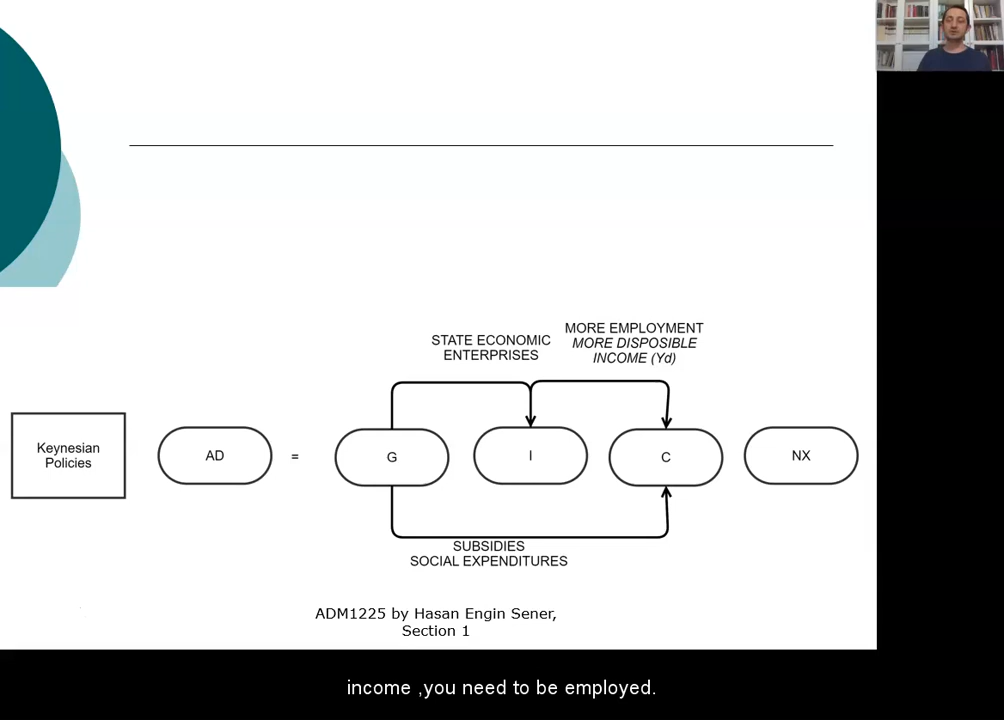 STATE ECONOMIC
ENTERPRISES
MORE EMPLOYMENT
MORE DISPOSIBLE
INCOME (Yd)
Keynesian
Policies
AD
=
G
I
C
NX
SUBSIDIES
SOCIAL EXPENDITURES
ADM1225 by Hasan Engin Sener,
Section 1
income ,you need to be employed.